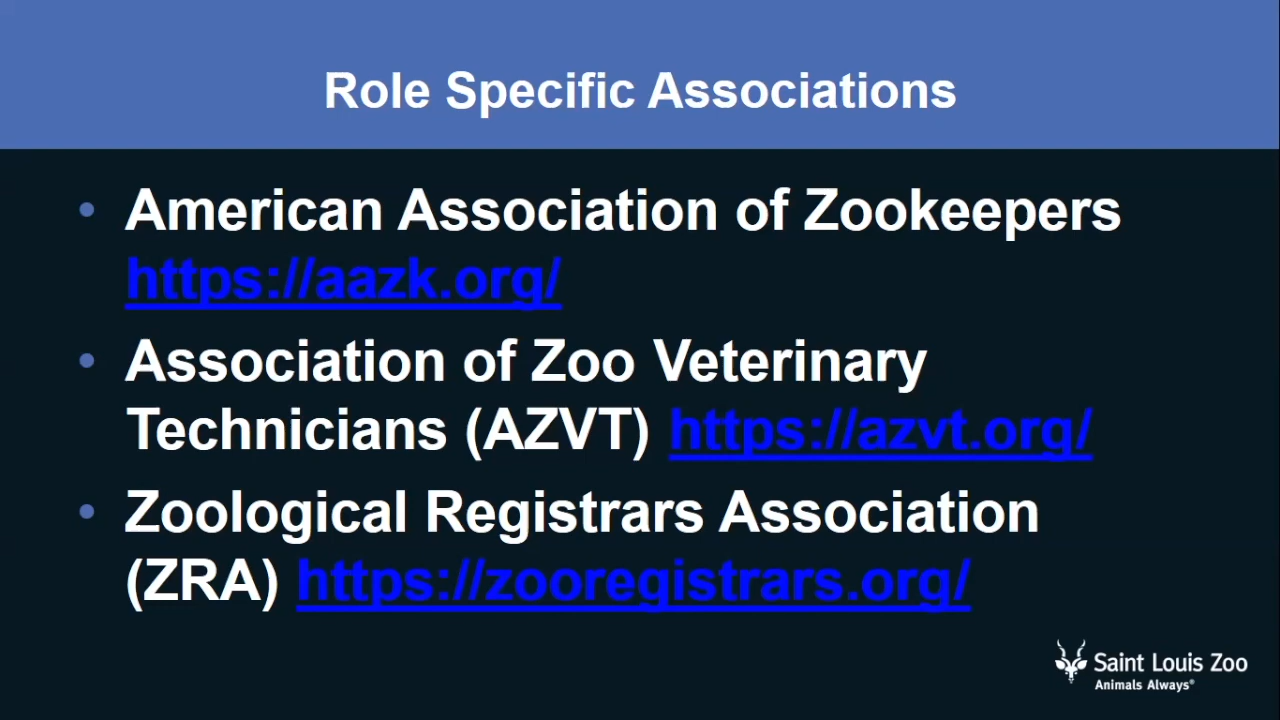 Role Specific Associations
• American Association of Zookeepers
https://aazk.org/
• Association of Zoo Veterinary
Technicians (AZVT) https://azvt.org/
• Zoological Registrars Association
(ZRA) https://zooregistrars.org/
Saint Louis Zoo
Animals Always®